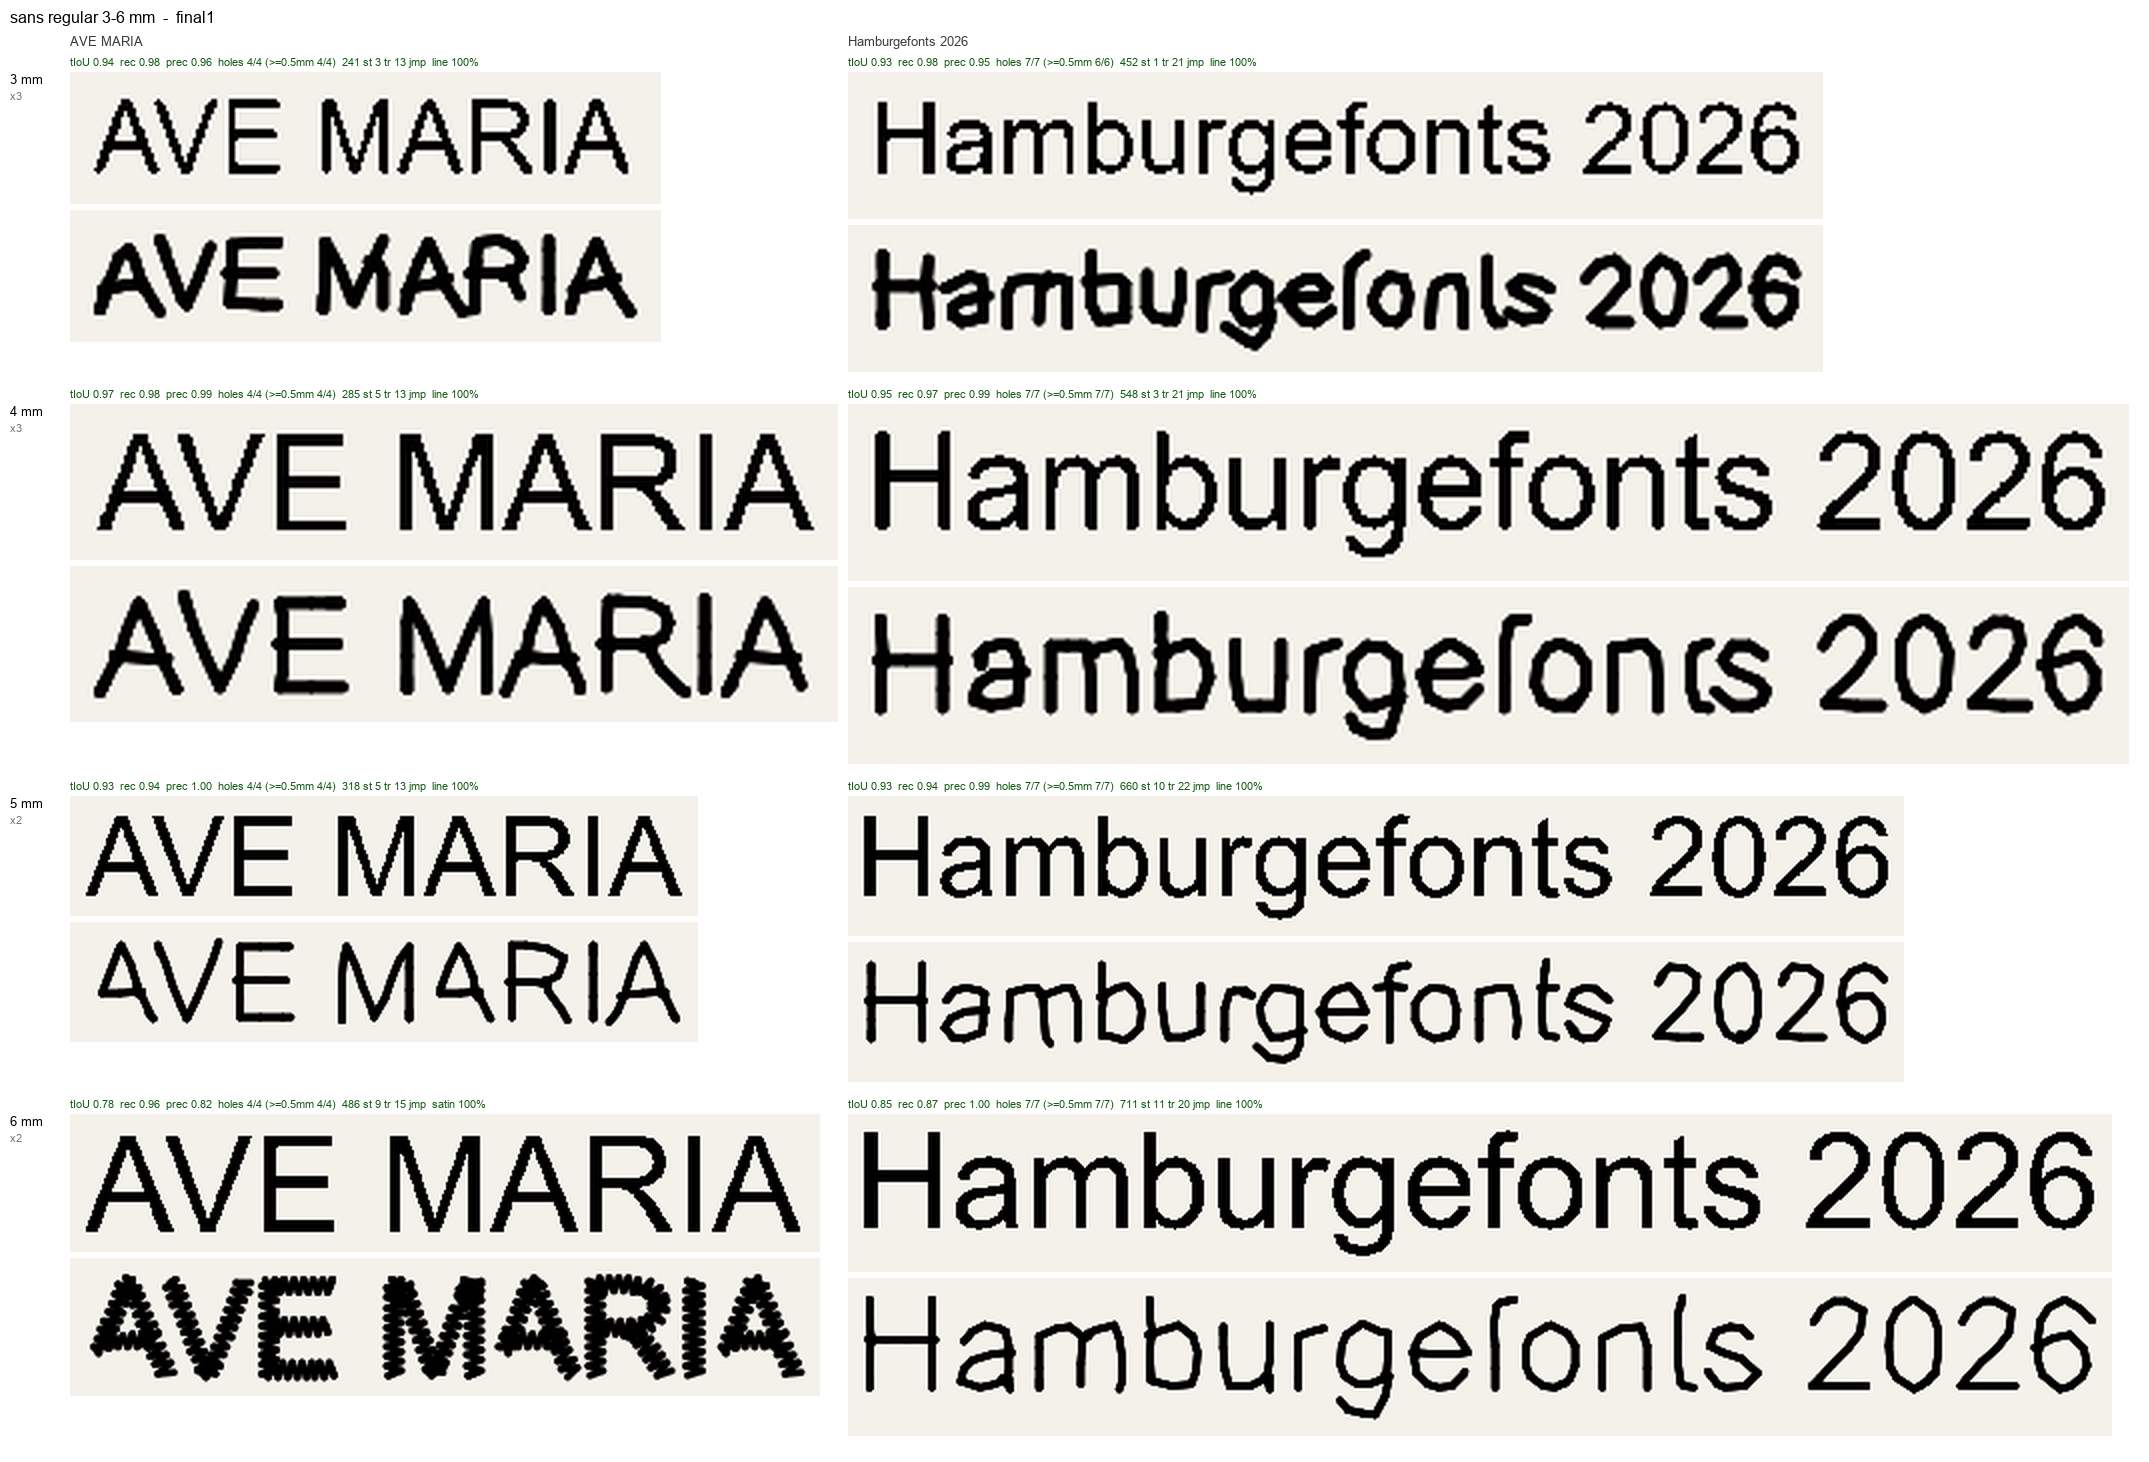 sans regular 3-6 mm - final1
AVE MARIA
Hamburgefonts 2026
tIoU 0.94 rec 0.98 prec 0.96 holes 4/4 (>=0.5mm 4/4) 241 st 3 tr 13 jmp line 100%
tIoU 0.93 rec 0.98 prec 0.95 holes 7/7 (>=0.5mm 6/6) 452 st 1 tr 21 jmp line 100%
3 mm
x3
AVE MARIA
Hamburgefonts 2026
AVE MARIA
Hamburgefonls 2026
tIoU 0.97 rec 0.98 prec 0.99 holes 4/4 (>=0.5mm 4/4) 285 st 5 tr 13 jmp line 100%
tIoU 0.95 rec 0.97 prec 0.99 holes 7/7 (>=0.5mm 7/7) 548 st 3 tr 21 jmp line 100%
4 mm
x3
AVE MARIA
Hamburgefonts 2026
AVE MARIA
Hamburgefonts 2026
tIoU 0.93 rec 0.94 prec 1.00 holes 4/4 (>=0.5mm 4/4) 318 st 5 tr 13 jmp line 100%
tIoU 0.93 rec 0.94 prec 0.99 holes 7/7 (>=0.5mm 7/7) 660 st 10 tr 22 jmp line 100%
5 mm
x2
AVE MARIA
Hamburgefonts 2026
AVE MARIA
Hamburgefonts 2026
tIoU 0.78 rec 0.96 prec 0.82 holes 4/4 (>=0.5mm 4/4) 486 st 9 tr 15 jmp satin 100%
tIoU 0.85 rec 0.87 prec 1.00 holes 7/7 (>=0.5mm 7/7) 711 st 11 tr 20 jmp line 100%
6 mm
x2
AVE MARIA
Hamburgefonts 2026
AVE MARIA
Hamburgefonls 2026